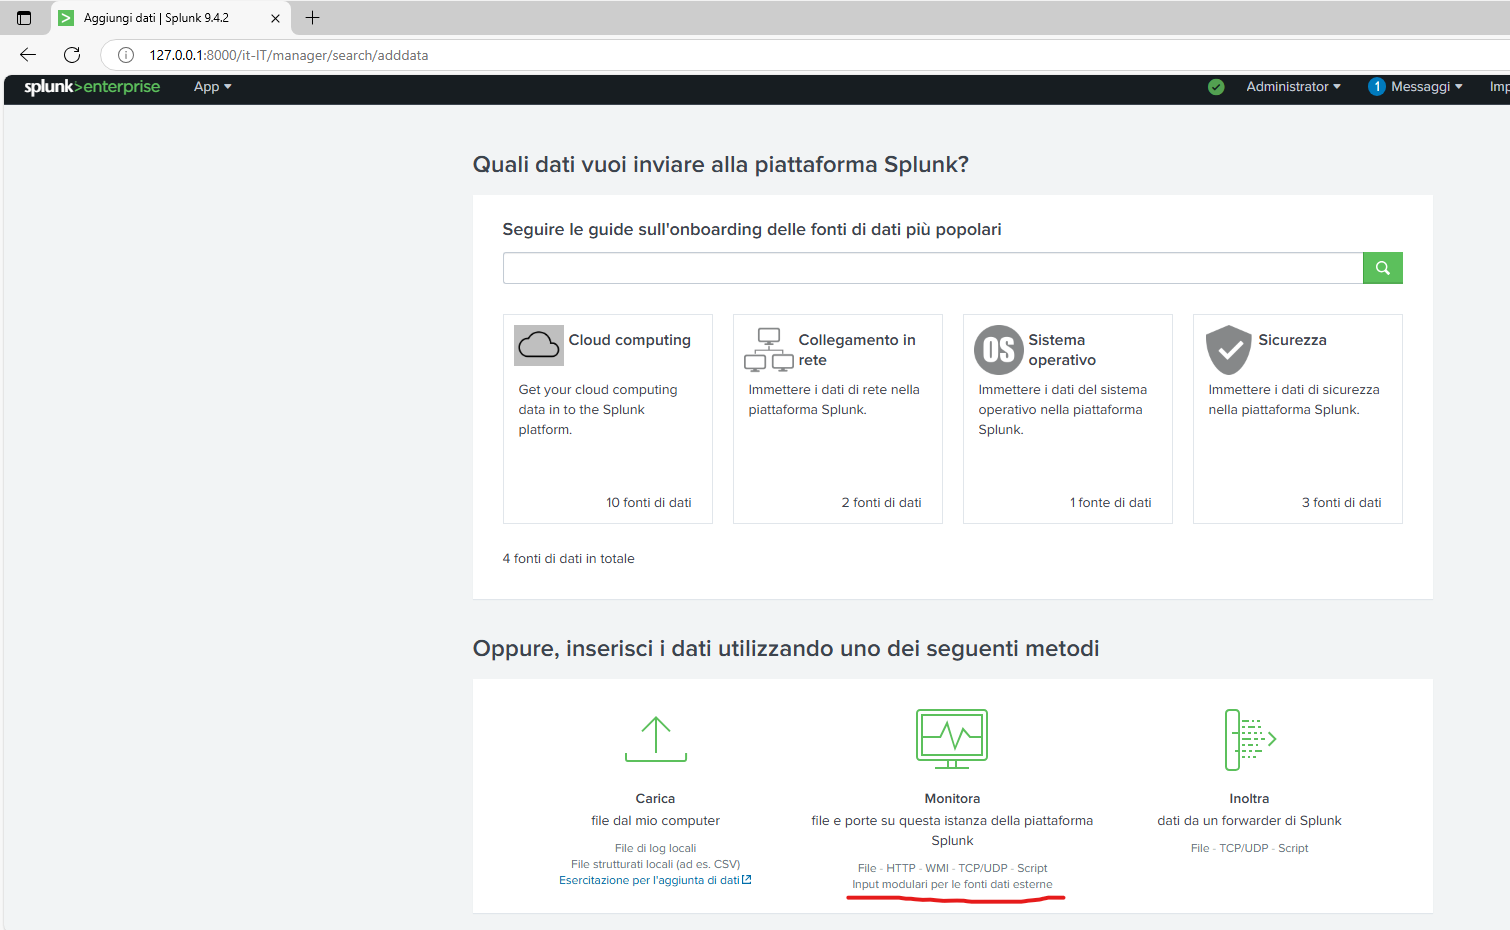 Aggiungi dati | Splunk 9.4.2
127.0.0.1:8000/it-IT/manager/search/adddata
splunk>enterprise App Administrator 1 Messaggi Imp
Quali dati vuoi inviare alla piattaforma Splunk?
Seguire le guide sull'onboarding delle fonti di dati più popolari
Cloud computing
Get your cloud computing
data in to the Splunk
platform.
10 fonti di dati
Collegamento in
rete
Immettere i dati di rete nella
piattaforma Splunk.
2 fonti di dati
OS
Sistema
operativo
Immettere i dati del sistema
operativo nella piattaforma
Splunk.
1 fonte di dati
Sicurezza
Immettere i dati di sicurezza
nella piattaforma Splunk.
3 fonti di dati
4 fonti di dati in totale
Oppure, inserisci i dati utilizzando uno dei seguenti metodi
Carica
file dal mio computer
File di log locali
File strutturati locali (ad es. CSV)
Esercitazione per l'aggiunta di dati
Monitora
file e porte su questa istanza della piattaforma
Splunk
File - HTTP - WMI - TCP/UDP - Script
Input modulari per le fonti dati esterne
Inoltra
dati da un forwarder di Splunk
File - TCP/UDP - Script